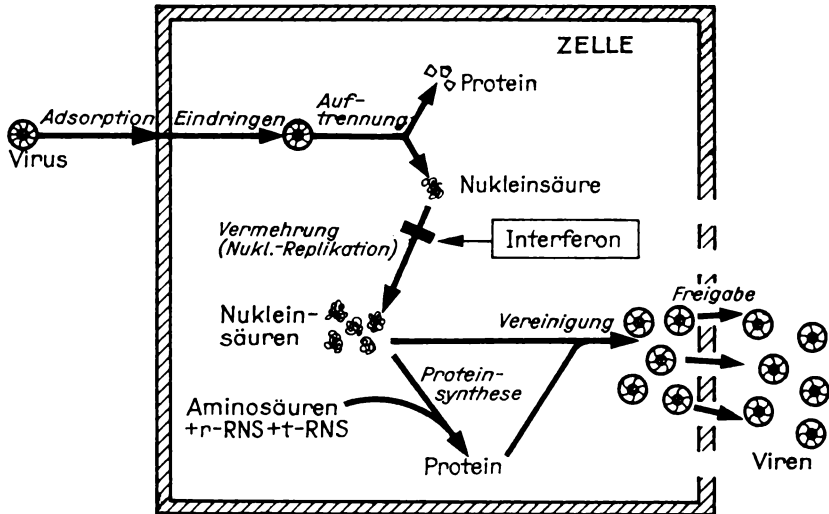 ZELLE
Protein
Adsorption
Eindringen
Auf-
trennung
Virus
Nukleinsäure
Vermehrung
(Nukl.-Replikation)
Interferon
Nuklein-
säuren
Vereinigung
Freigabe
Protein-
synthese
Aminosäuren
+r-RNS+t-RNS
Protein
Viren